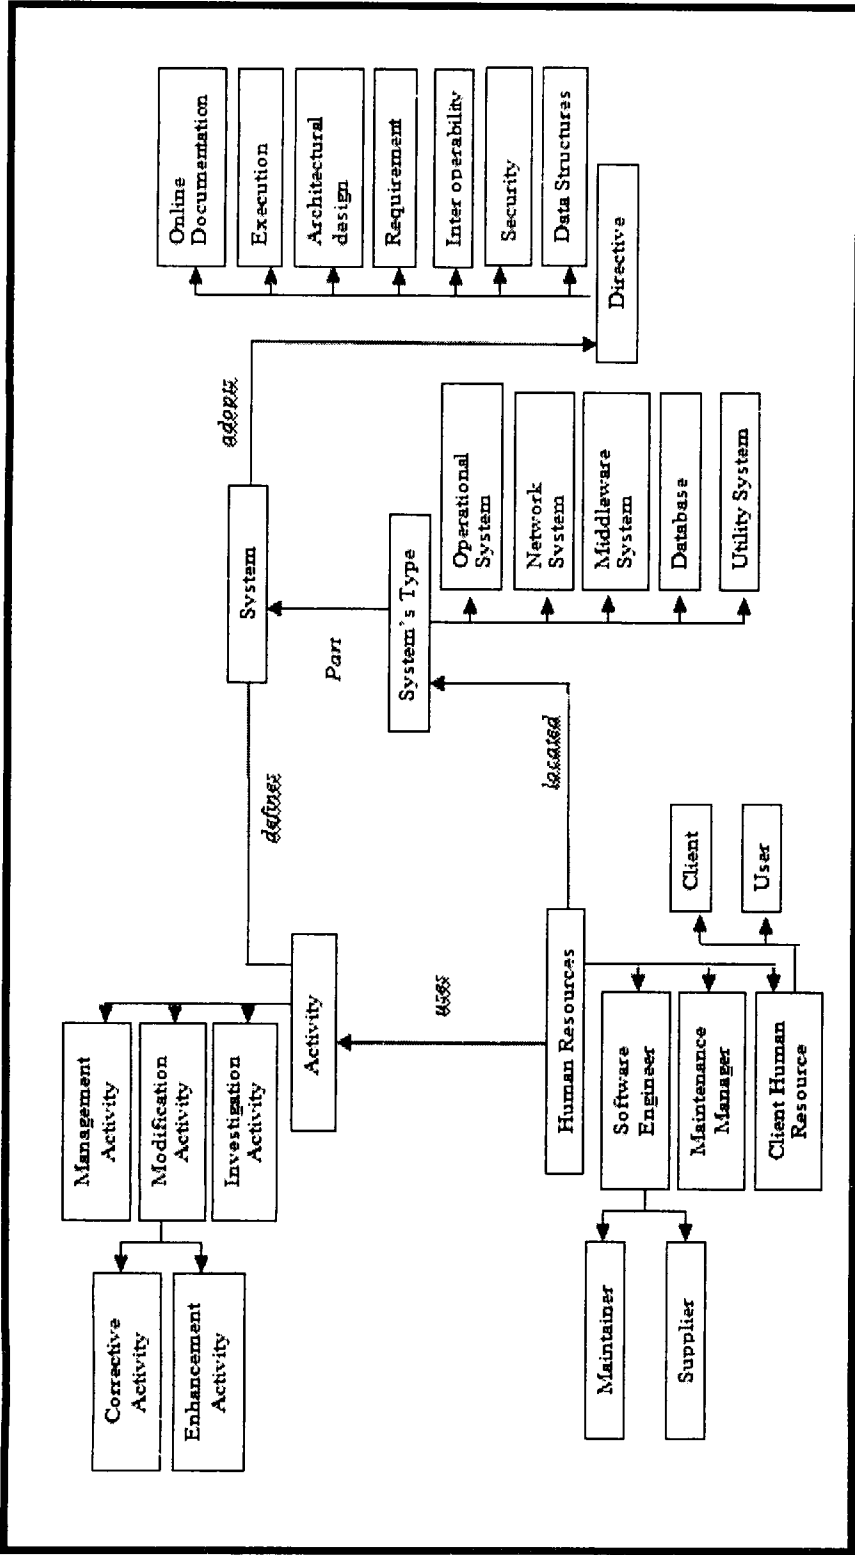 Corrective
Activity
Enhancement
Activity
Management
Activity
Modification
Activity
Investigation
Activity
Activity
defines
System
adopts
Online
Documentation
Execution
Architectural
design
Requirement
Inter operability
Security
Data Structures
Directive
Part
System's Type
Operational
System
Network
System
Middleware
System
Database
Utility System
uses
located
Human Resources
Software
Engineer
Maintenance
Manager
Client Human
Resource
Maintainer
Supplier
Client
User